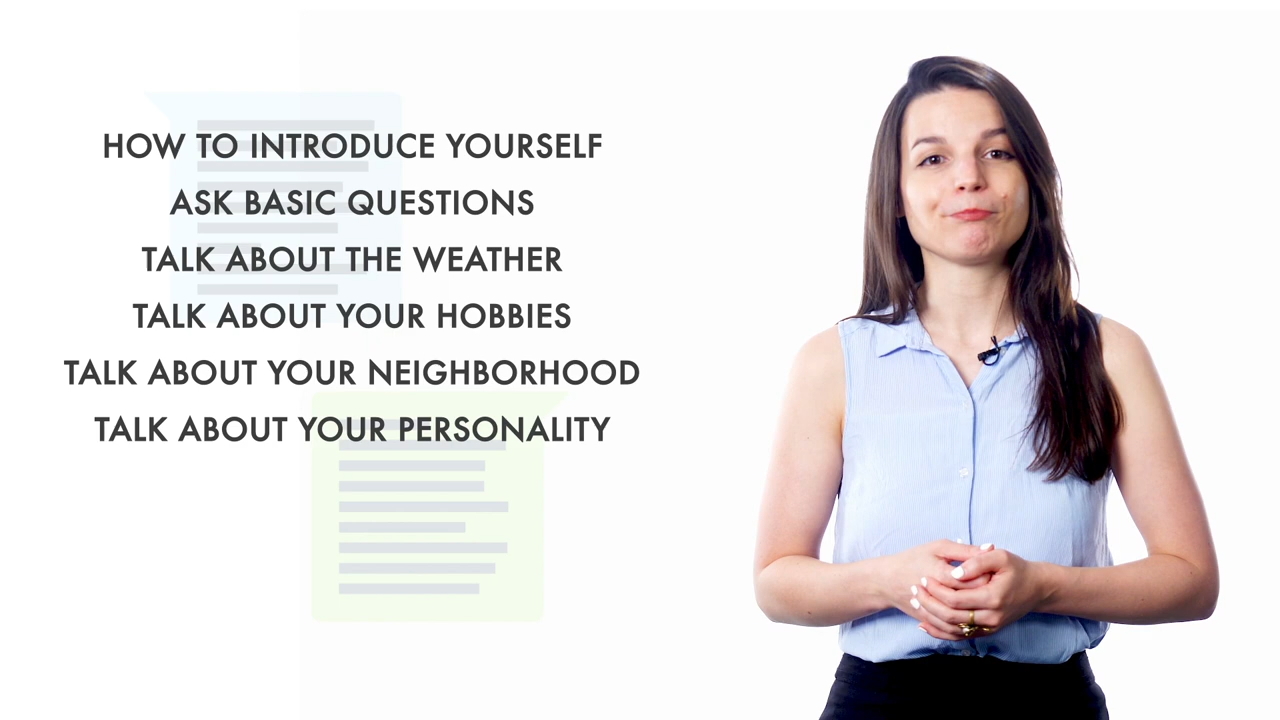 HOW TO INTRODUCE YOURSELF
ASK BASIC QUESTIONS
TALK ABOUT THE WEATHER
TALK ABOUT YOUR HOBBIES
TALK ABOUT YOUR NEIGHBORHOOD
TALK ABOUT YOUR PERSONALITY